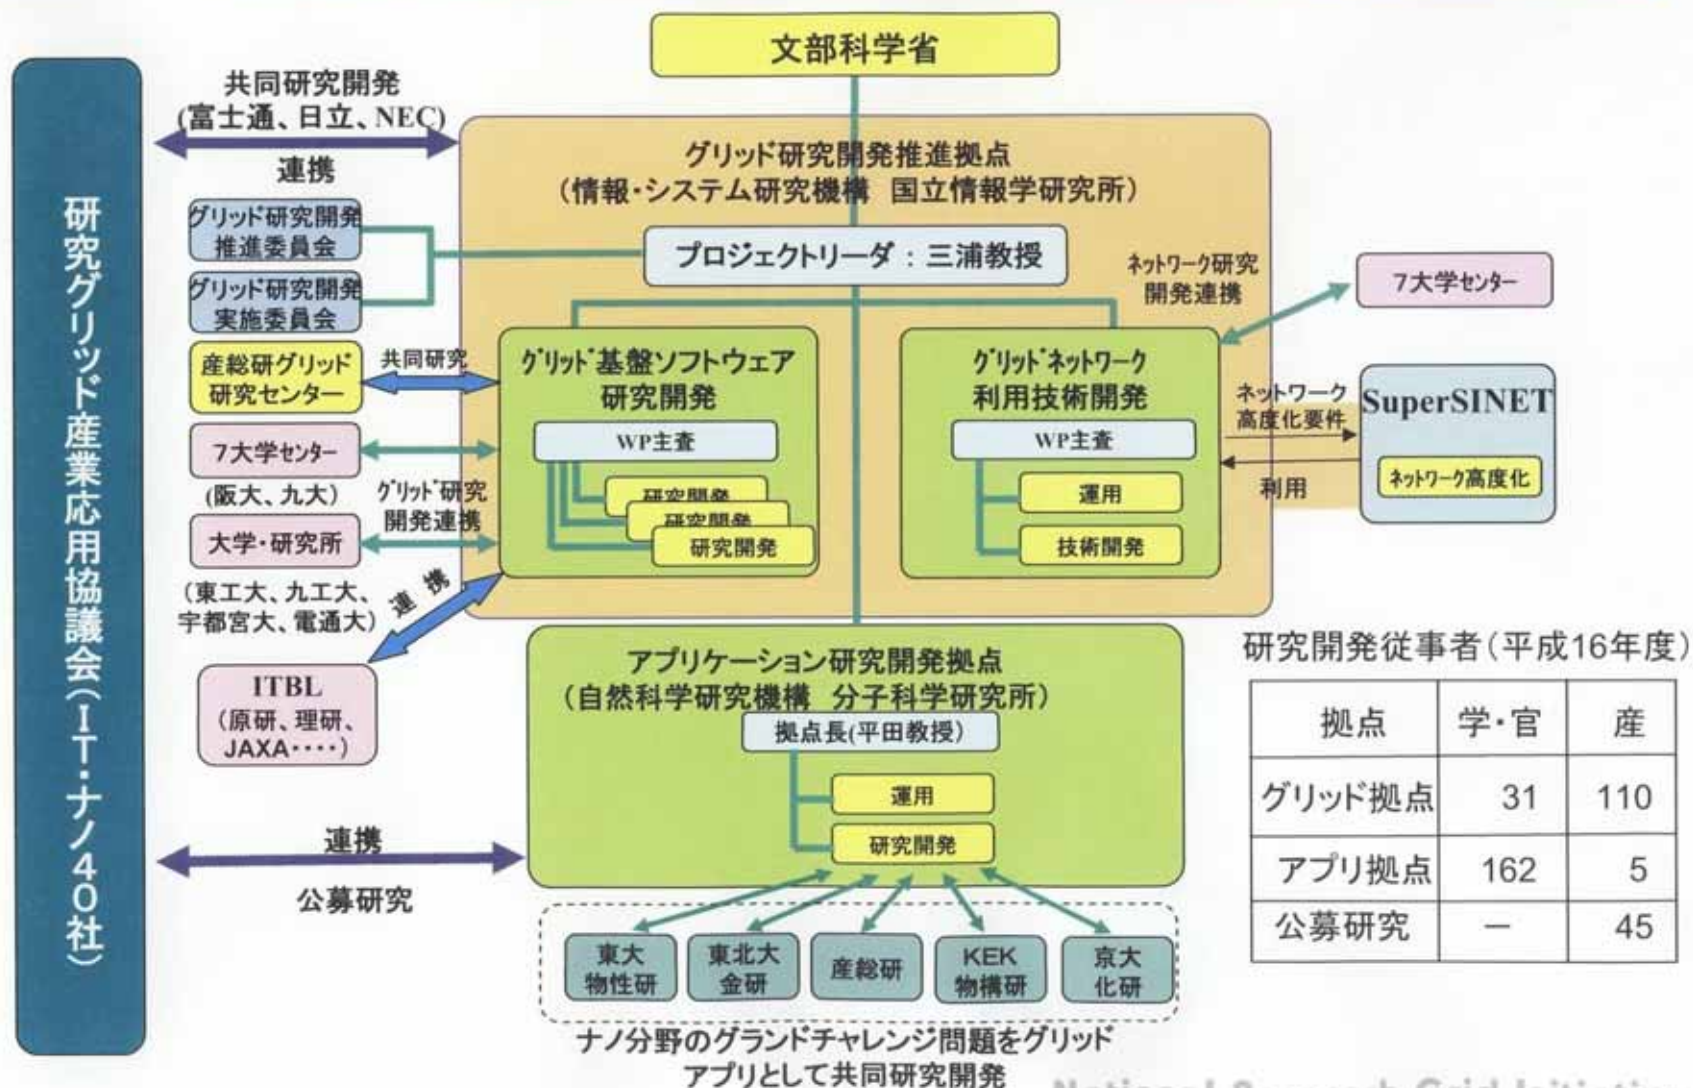 文部科学省
研究グリッド産業応用協議会(IT・ナノ40社)
共同研究開発
(富士通、日立、NEC)
連携
グリッド研究開発
推進委員会
グリッド研究開発
実施委員会
産総研グリッド
研究センター
共同研究
7大学センター
(阪大、九大)
グリッド研究
開発連携
大学・研究所
(東工大、九工大、
宇都宮大、電通大)
連携
ITBL
(原研、理研、
JAXA・・・・)
連携
公募研究
グリッド研究開発推進拠点
(情報・システム研究機構 国立情報学研究所)
プロジェクトリーダ:三浦教授
グリッド基盤ソフトウェア
研究開発
WP主査
研究開発
研究開発
研究開発
グリッドネットワーク
利用技術開発
WP主査
運用
技術開発
ネットワーク研究
開発連携
7大学センター
ネットワーク
高度化要件
利用
SuperSINET
ネットワーク高度化
アプリケーション研究開発拠点
(自然科学研究機構 分子科学研究所)
拠点長(平田教授)
運用
研究開発
東大
物性研
東北大
金研
産総研
KEK
物構研
京大
化研
ナノ分野のグランドチャレンジ問題をグリッド
アプリとして共同研究開発
研究開発従事者(平成16年度)
拠点 学・官 産
グリッド拠点 31 110
アプリ拠点 162 5
公募研究 － 45